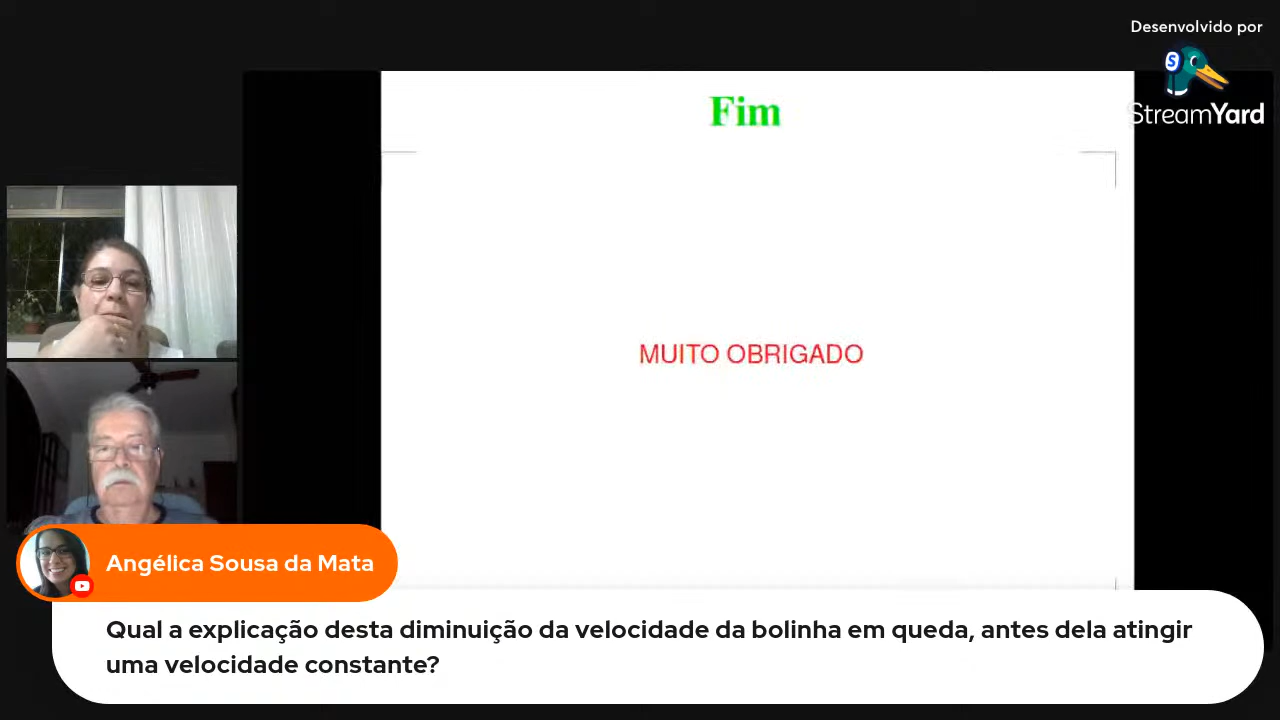 Desenvolvido por
StreamYard
Fim
MUITO OBRIGADO
Angélica Sousa da Mata
Qual a explicação desta diminuição da velocidade da bolinha em queda, antes dela atingir
uma velocidade constante?